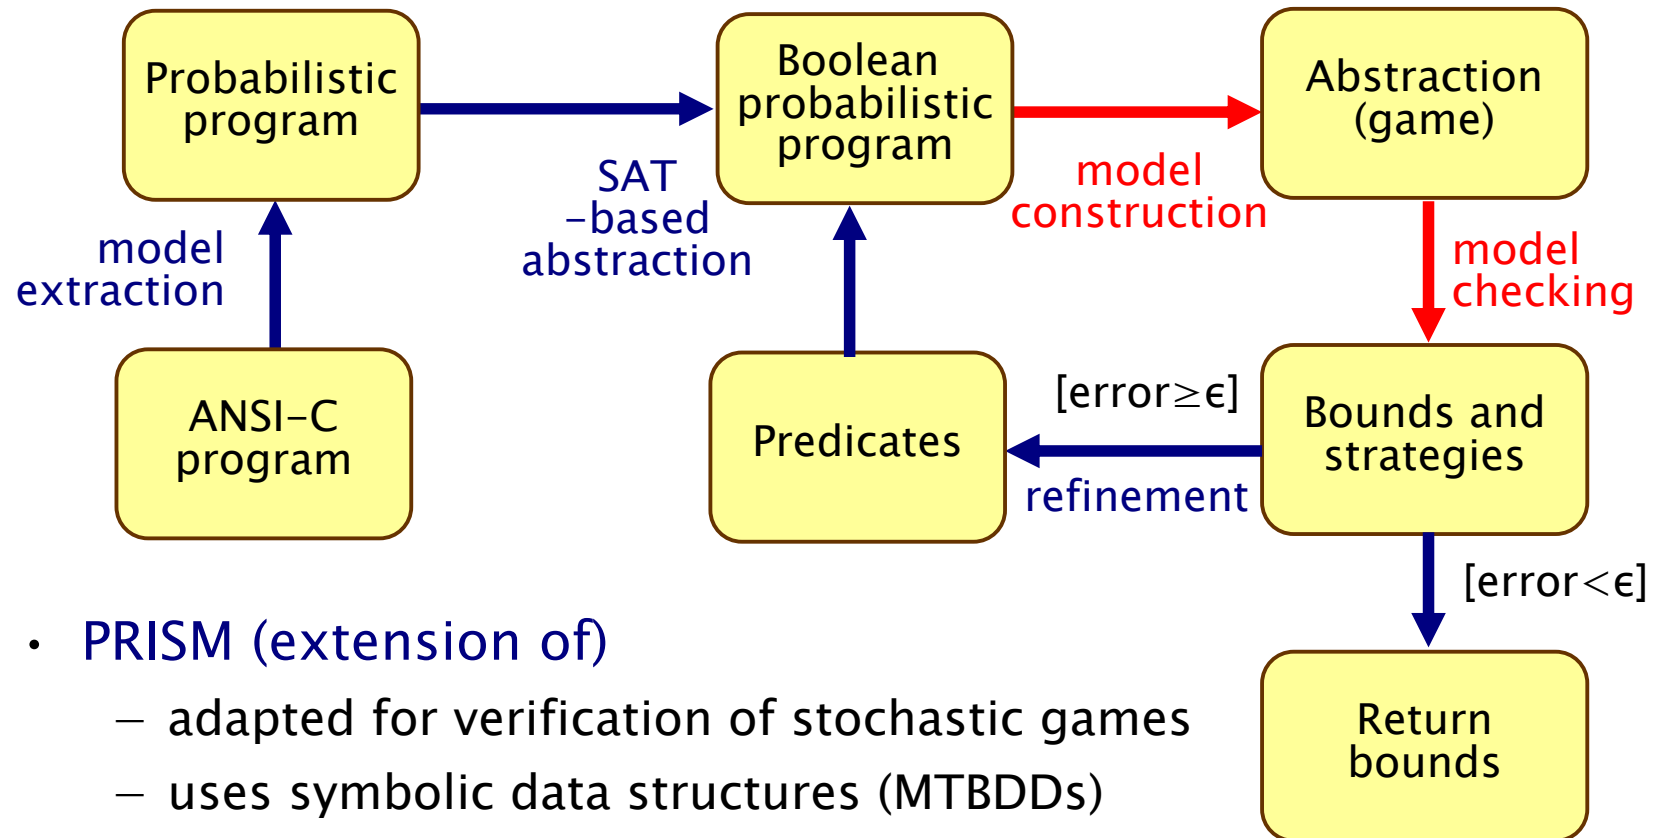 Probabilistic
program
Boolean
probabilistic
program
Abstraction
(game)
SAT
-based
abstraction
model
construction
model
extraction
model
checking
ANSI-C
program
Predicates
[error≥ϵ]
refinement
Bounds and
strategies
[error<ϵ]
Return
bounds
• PRISM (extension of)
– adapted for verification of stochastic games
– uses symbolic data structures (MTBDDs)